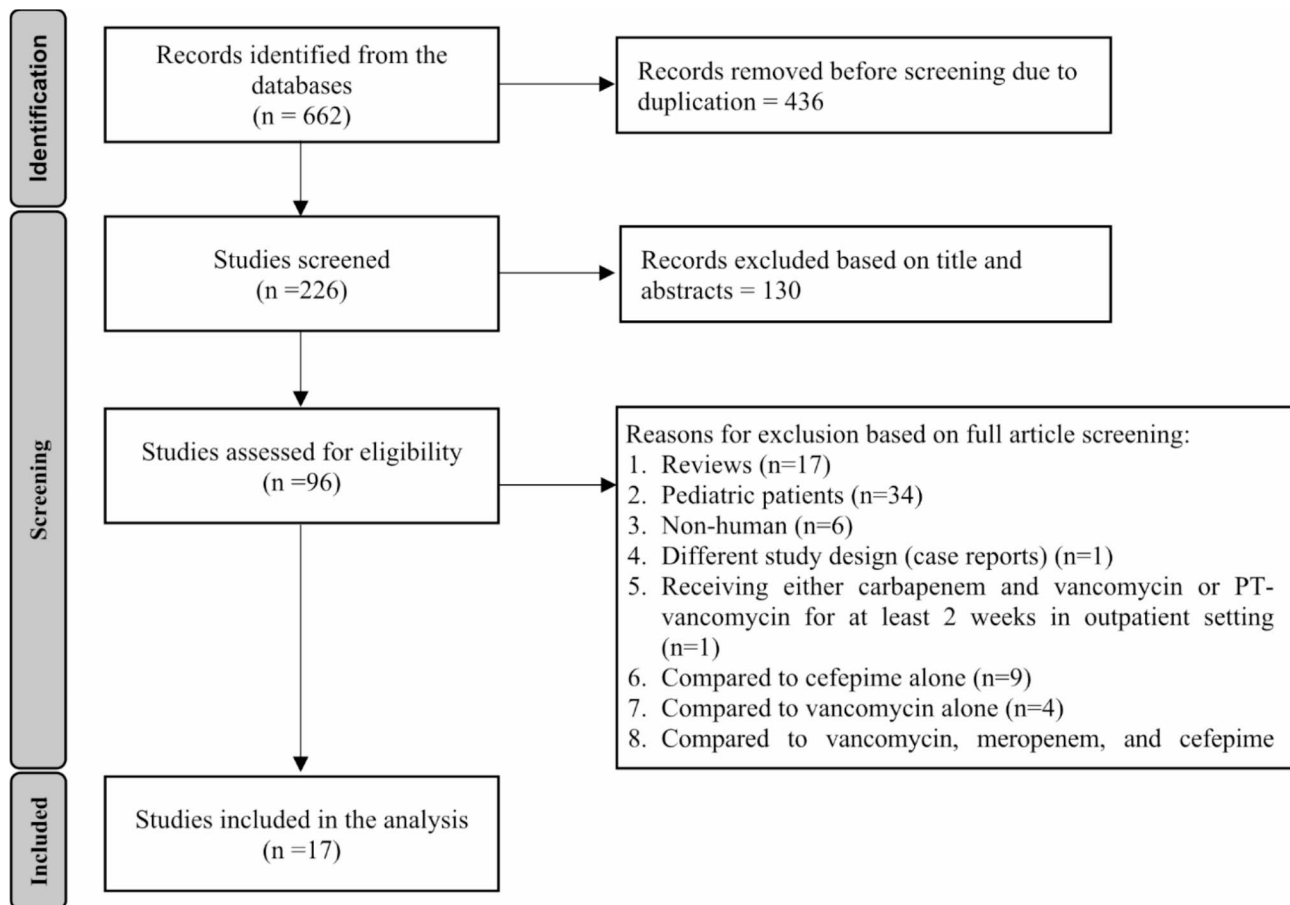 Identification
Records identified from the
databases
(n = 662)
Records removed before screening due to
duplication = 436
Screening
Studies screened
(n =226)
Records excluded based on title and
abstracts = 130
Studies assessed for eligibility
(n =96)
Reasons for exclusion based on full article screening:
1. Reviews (n=17)
2. Pediatric patients (n=34)
3. Non-human (n=6)
4. Different study design (case reports) (n=1)
5. Receiving either carbapenem and vancomycin or PT-
vancomycin for at least 2 weeks in outpatient setting
(n=1)
6. Compared to cefepime alone (n=9)
7. Compared to vancomycin alone (n=4)
8. Compared to vancomycin, meropenem, and cefepime
Included
Studies included in the analysis
(n =17)